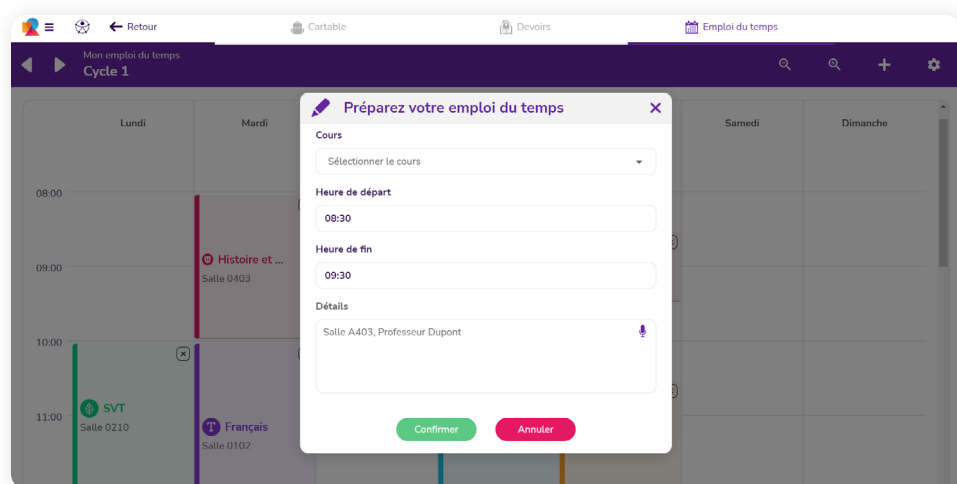 Retour
Cartable
Devoirs
Emploi du temps
Mon emploi du temps
Cycle 1
Préparez votre emploi du temps
Cours
Sélectionner le cours
Heure de départ
08:30
Heure de fin
09:30
Détails
Salle A403, Professeur Dupont
Confirmer
Annuler
Lundi
Mardi
Samedi
Dimanche
08:00
09:00
10:00
11:00
Histoire et ...
Salle 0403
SVT
Salle 0210
T Français
Salle 0102